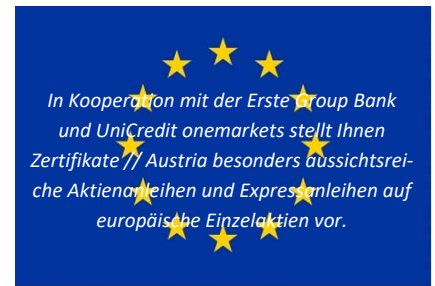 In Kooperation mit der Erste Group Bank
und UniCredit onemarkets stellt Ihnen
Zertifikate // Austria besonders aussichtsrei-
che Aktienanleihen und Expressanleihen auf
europäische Einzelaktien vor.